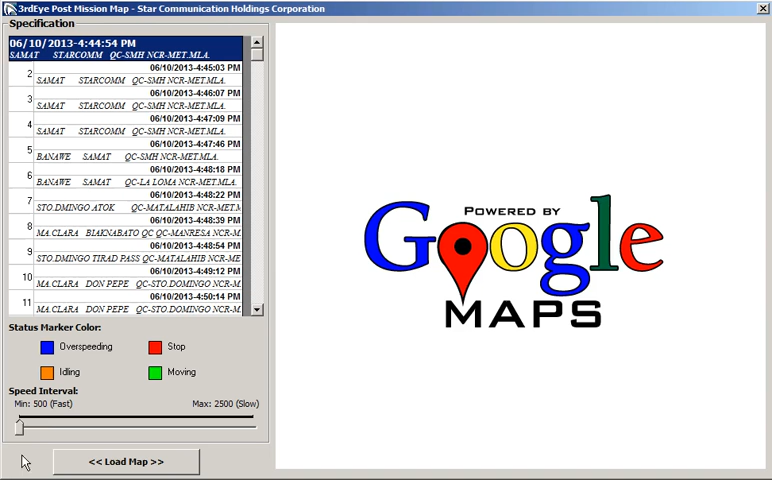 3rdEye Post Mission Map - Star Communication Holdings Corporation
Specification
06/10/2013-4:44:54 PM
SAMAT STARCOMM QC-SMH NCR-MET.MLA.
06/10/2013-4:45:03 PM
2 SAMAT STARCOMM QC-SMH NCR-MET.MLA.
06/10/2013-4:46:07 PM
3 SAMAT STARCOMM QC-SMH NCR-MET.MLA.
06/10/2013-4:47:09 PM
4 SAMAT STARCOMM QC-SMH NCR-MET.MLA.
06/10/2013-4:47:46 PM
5 BANAWE SAMAT QC-SMH NCR-MET.MLA.
06/10/2013-4:48:18 PM
6 BANAWE SAMAT QC-LA LOMA NCR-MET.MLA.
06/10/2013-4:48:22 PM
7 STO.DMINGO ATOK QC-MATALAHIB NCR-MET.
06/10/2013-4:48:39 PM
8 MA.CLARA BIAKNABATO QC QC-MANRESA NCR-M
06/10/2013-4:48:54 PM
9 STO.DMINGO TIRAD PASS QC-MATALAHIB NCR-ME
06/10/2013-4:49:12 PM
10 MA.CLARA DON PEPE QC-STO.DOMINGO NCR-M
06/10/2013-4:50:14 PM
11 MA.CLARA DON PEPE QC-STO.DOMINGO NCR-M
Status Marker Color:
Overspeeding Stop
Idling Moving
Speed Interval:
Min: 500 (Fast) Max: 2500 (Slow)
<< Load Map >>
POWERED BY
Google
MAPS